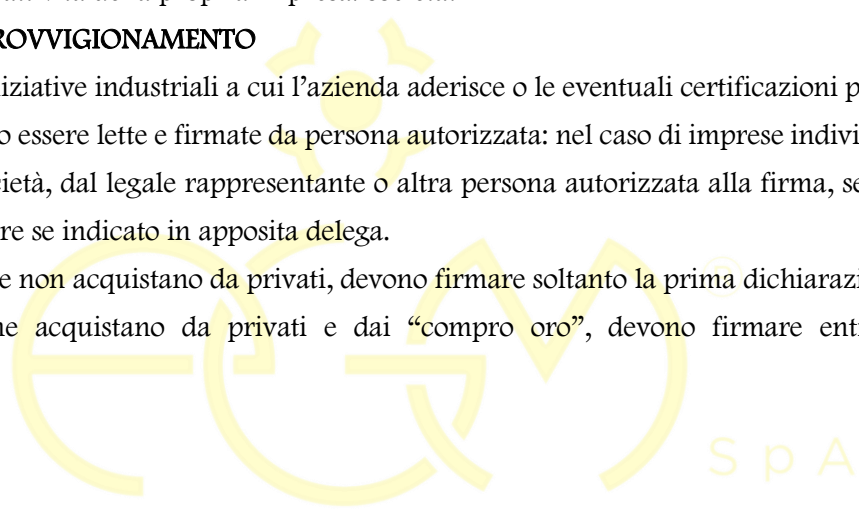 ROVVIGIONAMENTO
iziative industriali a cui l’azienda aderisce o le eventuali certificazioni p
o essere lette e firmate da persona autorizzata: nel caso di imprese indivi
cietà, dal legale rappresentante o altra persona autorizzata alla firma, se
re se indicato in apposita delega.
e non acquistano da privati, devono firmare soltanto la prima dichiarazi
ne acquistano da privati e dai “compro oro”, devono firmare ent
®
SpA